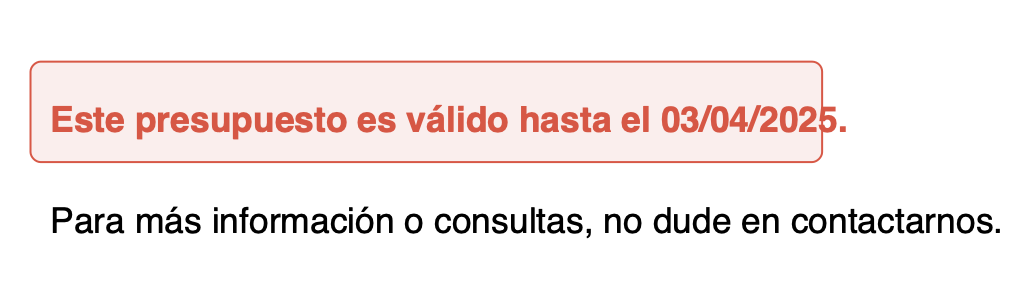 Este presupuesto es válido hasta el 03/04/2025.
Para más información o consultas, no dude en contactarnos.